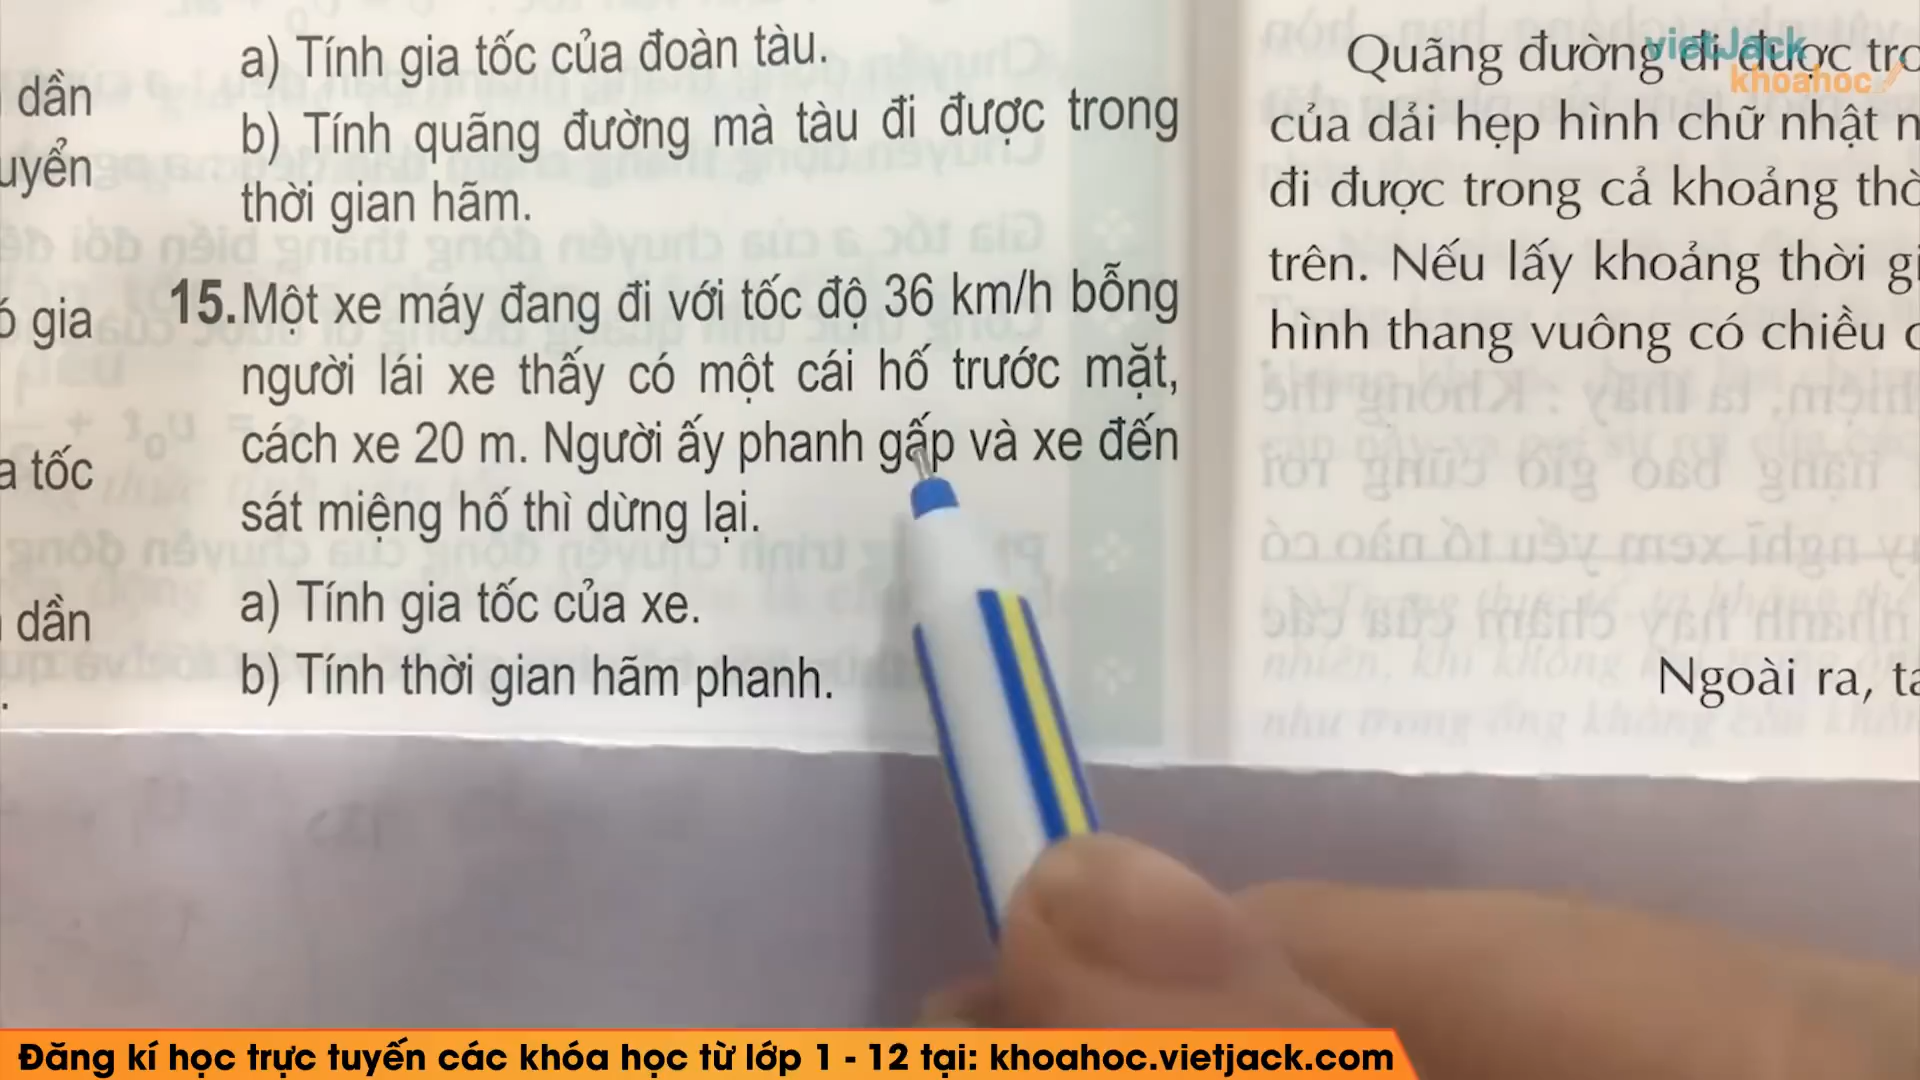 a) Tính gia tốc của đoàn tàu.
b) Tính quãng đường mà tàu đi được trong
thời gian hãm.
15. Một xe máy đang đi với tốc độ 36 km/h bỗng
người lái xe thấy có một cái hố trước mặt,
cách xe 20 m. Người ấy phanh gấp và xe đến
sát miệng hố thì dừng lại.
a) Tính gia tốc của xe.
b) Tính thời gian hãm phanh.
dần
gia
tốc
dần
Quãng đường đi được
của dải hẹp hình chữ nhật
đi được trong cả khoảng
trên. Nếu lấy khoảng thời
hình thang vuông có chiều
Ngoài ra,
vietJack
khoahoc
Đăng kí học trực tuyến các khóa học từ lớp 1 - 12 tại: khoahoc.vietjack.com